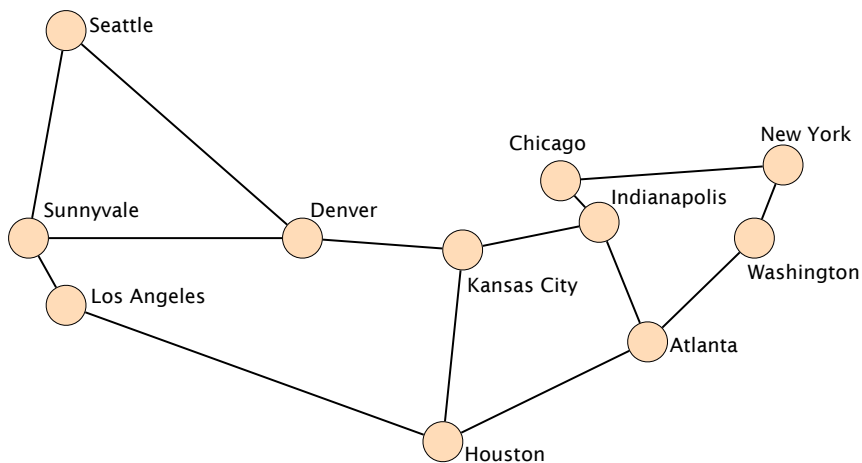 Seattle
New York
Chicago
Indianapolis
Sunnyvale
Denver
Washington
Kansas City
Los Angeles
Atlanta
Houston